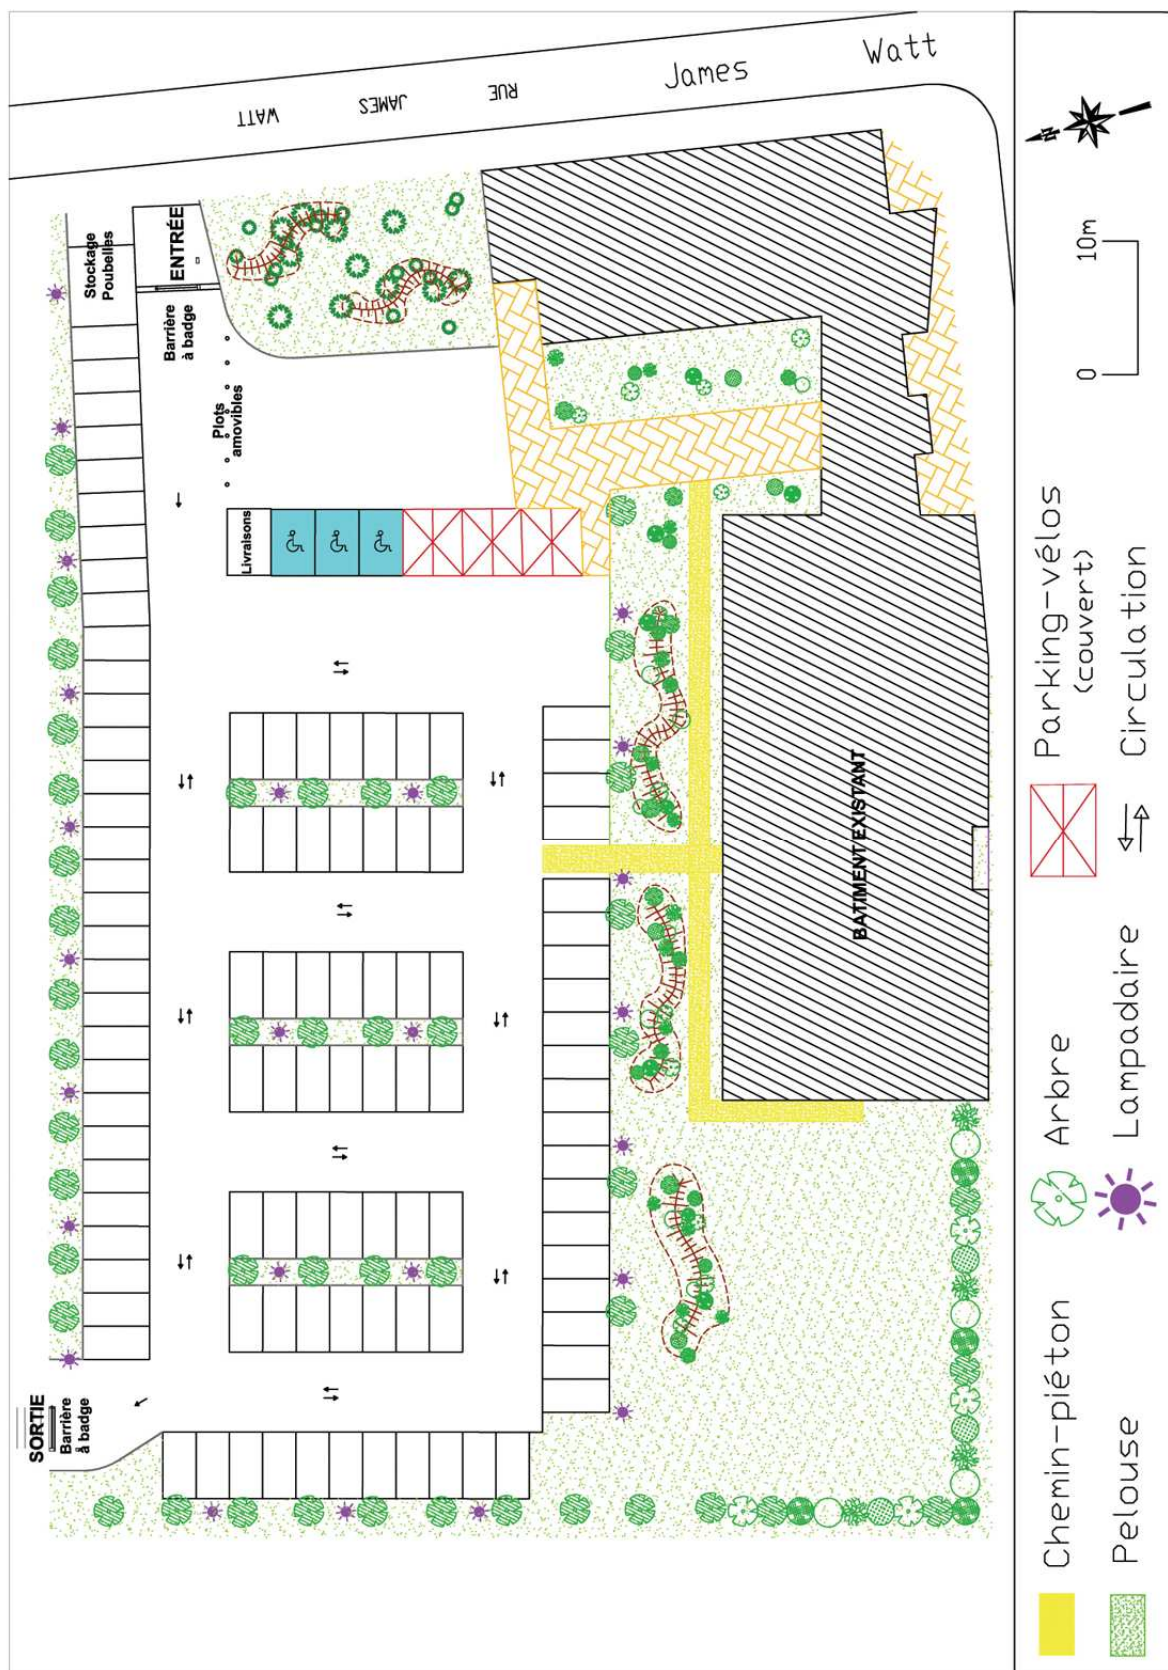 Watt
James
RUE
JAMES
WATT
ENTRÉE
Stockage
Poubelles
Barrière
à badge
Plots
amovibles
Livraisons
BATIMENT EXISTANT
SORTIE
Barrière
à badge
N
0
10m
Chemin-piéton
Pelouse
Arbre
Lampadaire
Parking-vélos
(couvert)
Circulation